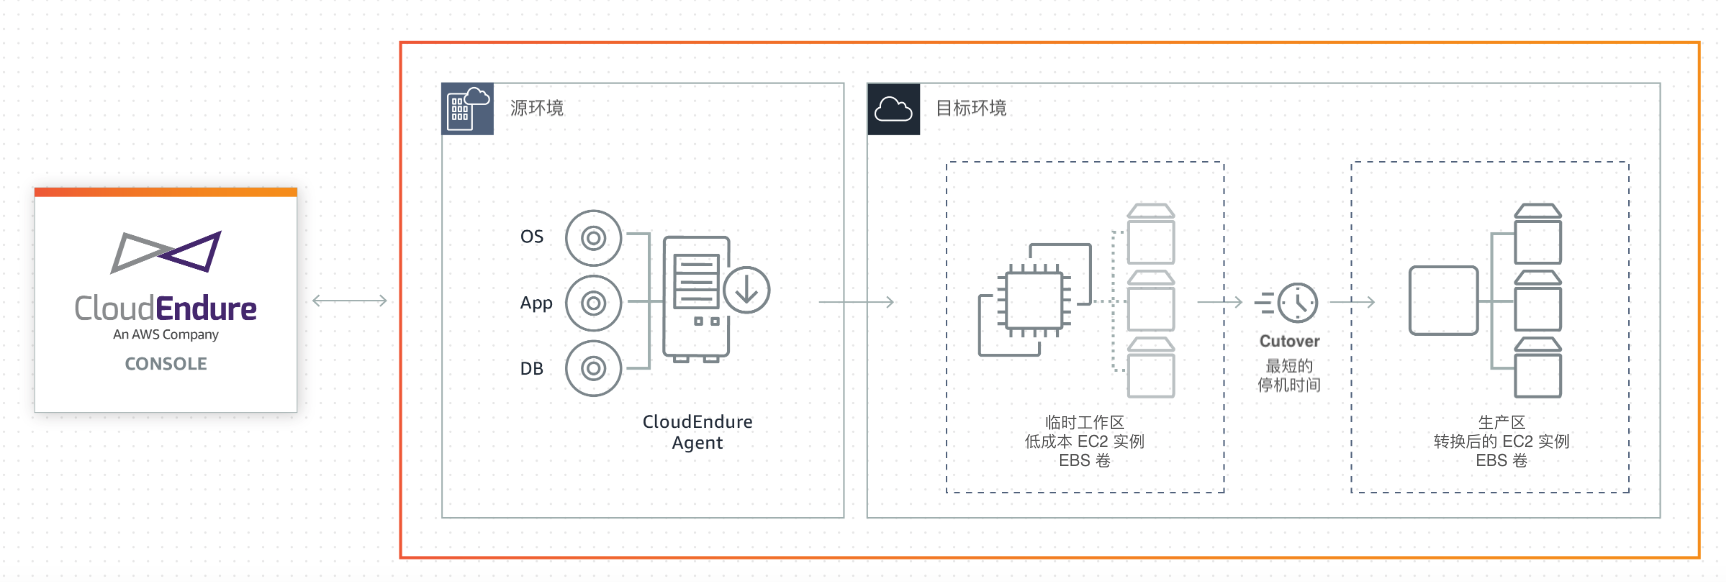 CloudEndure
An AWS Company
CONSOLE
源环境
OS
App
DB
CloudEndure
Agent
目标环境
临时工作区
低成本 EC2 实例
EBS 卷
Cutover
最短的
停机时间
生产区
转换后的 EC2 实例
EBS 卷